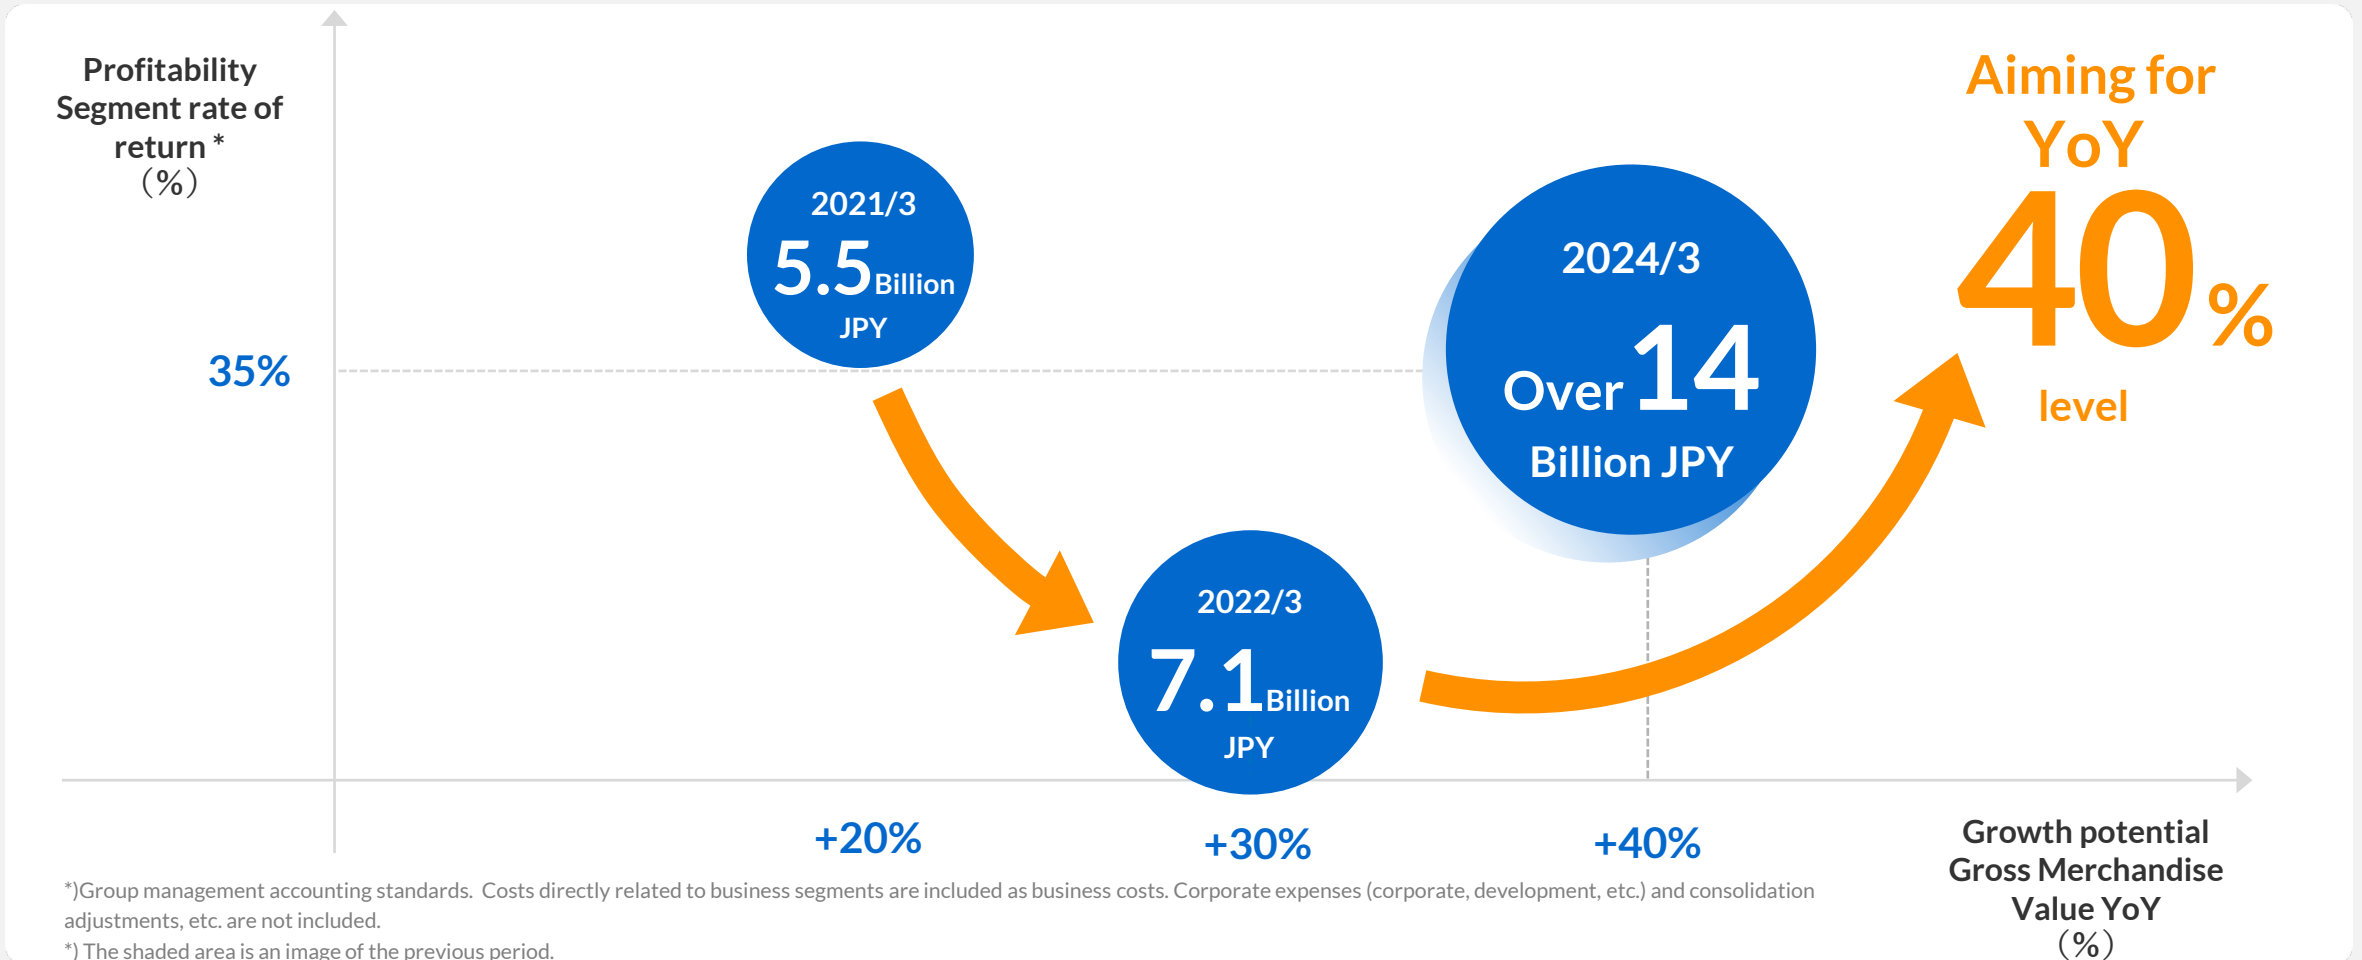 Profitability
Segment rate of
return *
（%）
Aiming for
YoY
40%
level
2021/3
5.5Billion
JPY
2024/3
Over 14
Billion JPY
35%
2022/3
7.1Billion
JPY
+20%
+30%
+40%
Growth potential
Gross Merchandise
Value YoY
（%）
*)Group management accounting standards.  Costs directly related to business segments are included as business costs. Corporate expenses (corporate, development, etc.) and consolidation
adjustments, etc. are not included.
*) The shaded area is an image of the previous period.